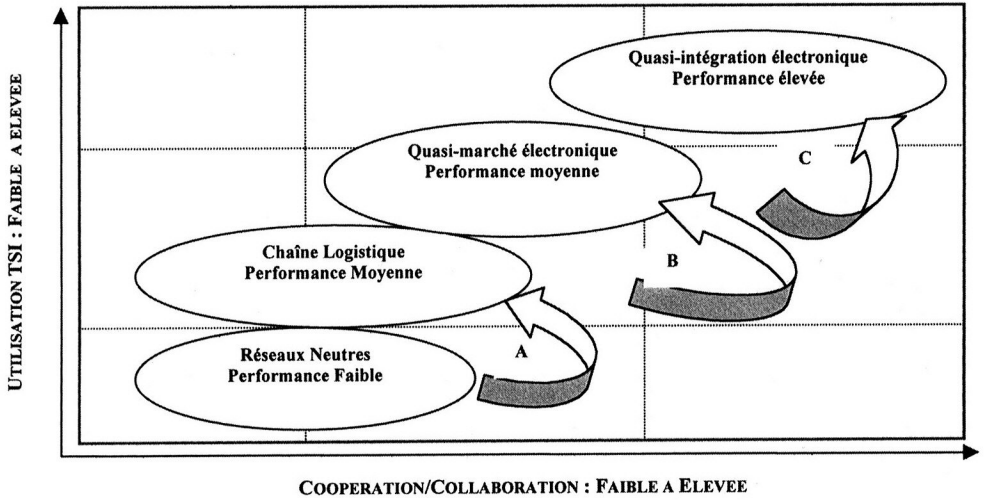 Quasi-intégration électronique
Performance élevée
Quasi-marché électronique
Performance moyenne
C
Chaîne Logistique
Performance Moyenne
B
Réseaux Neutres
Performance Faible
A
UTILISATION TSI : FAIBLE A ELEVEE
COOPERATION/COLLABORATION : FAIBLE A ELEVEE